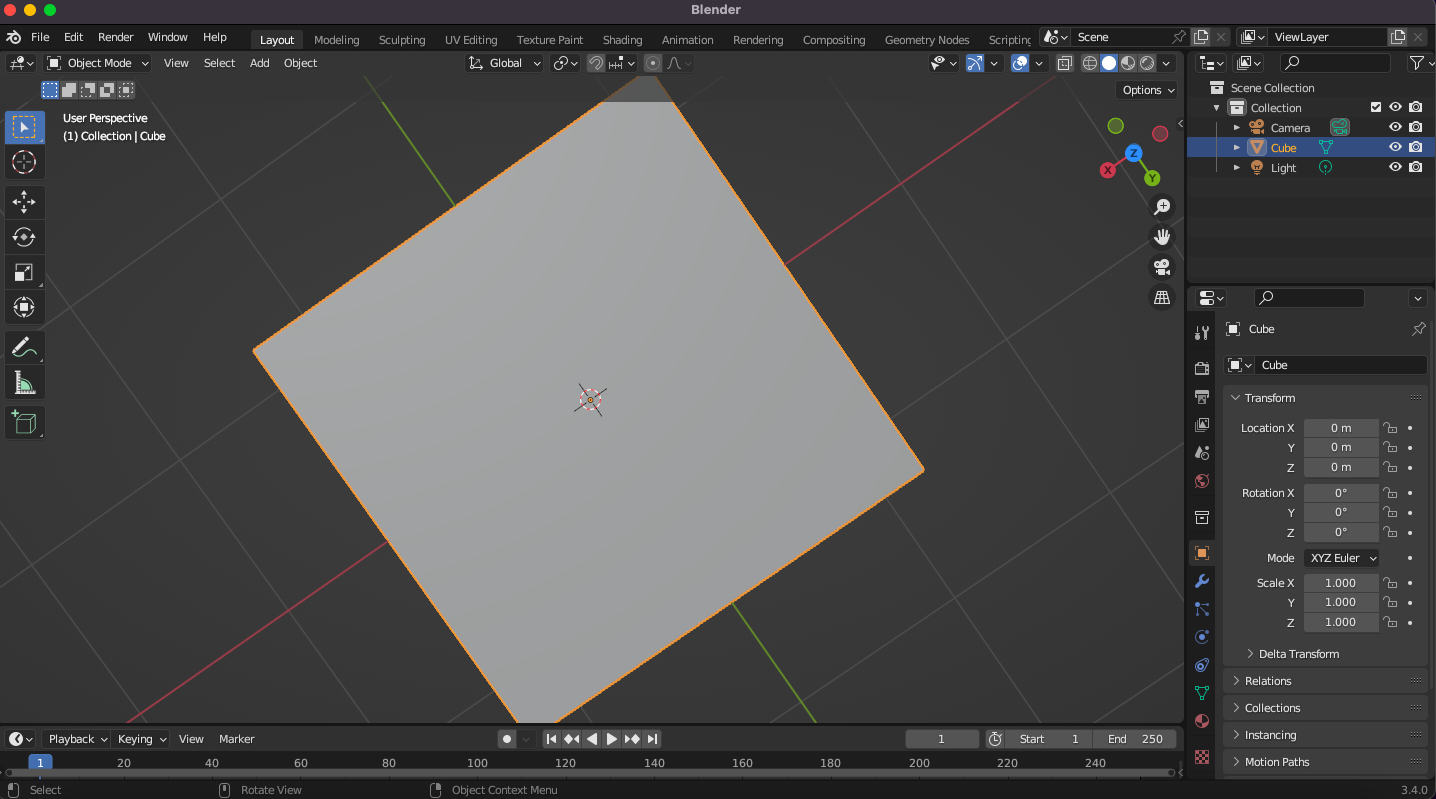 Blender
File Edit Render Window Help Layout Modeling Sculpting UV Editing Texture Paint Shading Animation Rendering Compositing Geometry Nodes Scripting Scene ViewLayer
Object Mode View Select Add Object Global
Options
User Perspective
(1) Collection | Cube
Z
X
Y
Scene Collection
Collection
Camera
Cube
Light
Cube
Cube
Transform
Location X 0 m
Y 0 m
Z 0 m
Rotation X 0°
Y 0°
Z 0°
Mode XYZ Euler
Scale X 1.000
Y 1.000
Z 1.000
Delta Transform
Relations
Collections
Instancing
Motion Paths
Playback Keying View Marker 1 Start 1 End 250
1 20 40 60 80 100 120 140 160 180 200 220 240
Select Rotate View Object Context Menu 3.4.0